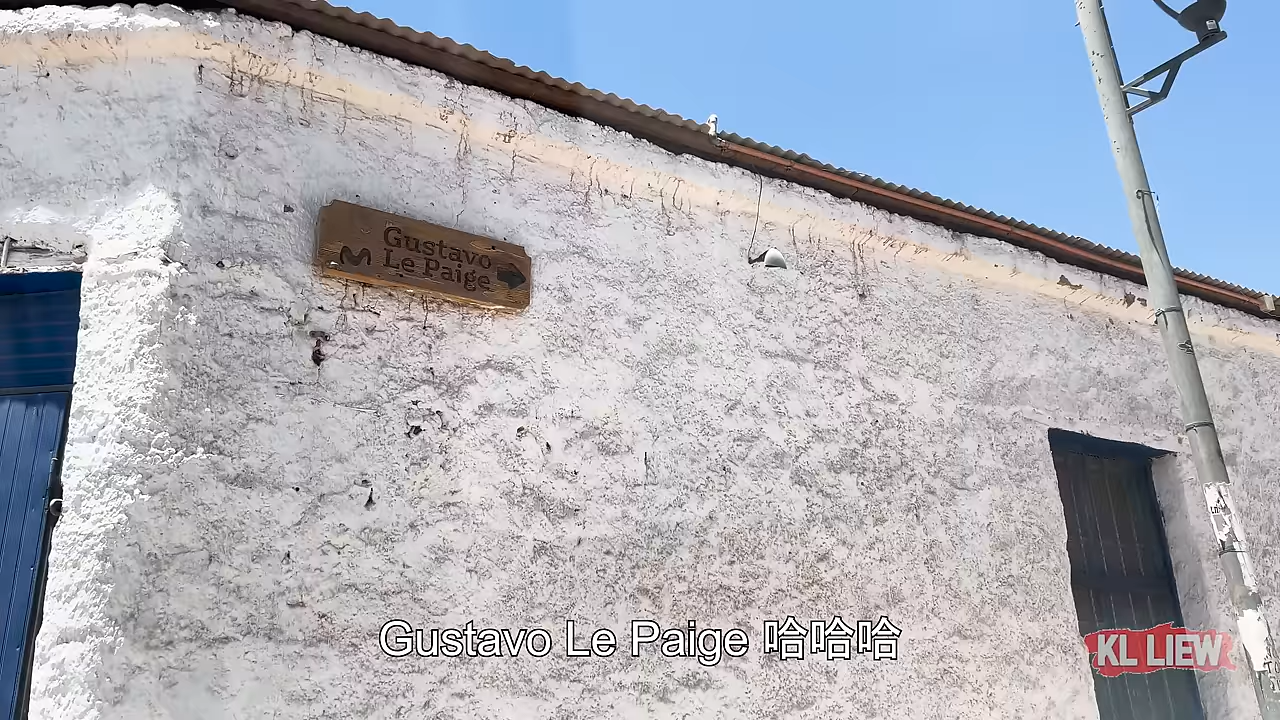 Gustavo
M Le Paige
Gustavo Le Paige 哈哈哈
KL LIEW